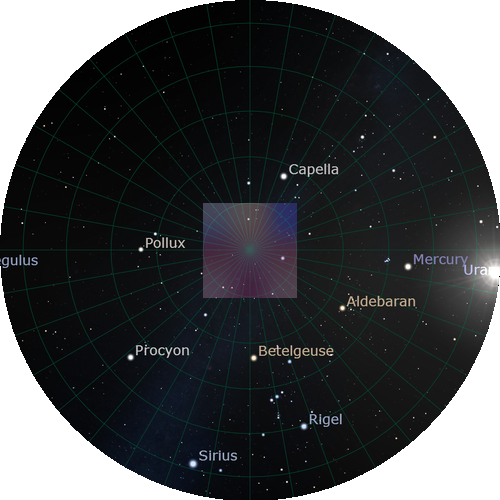 Capella
Pollux
Mercury
egulus
Ura
Aldebaran
Procyon
Betelgeuse
Rigel
Sirius